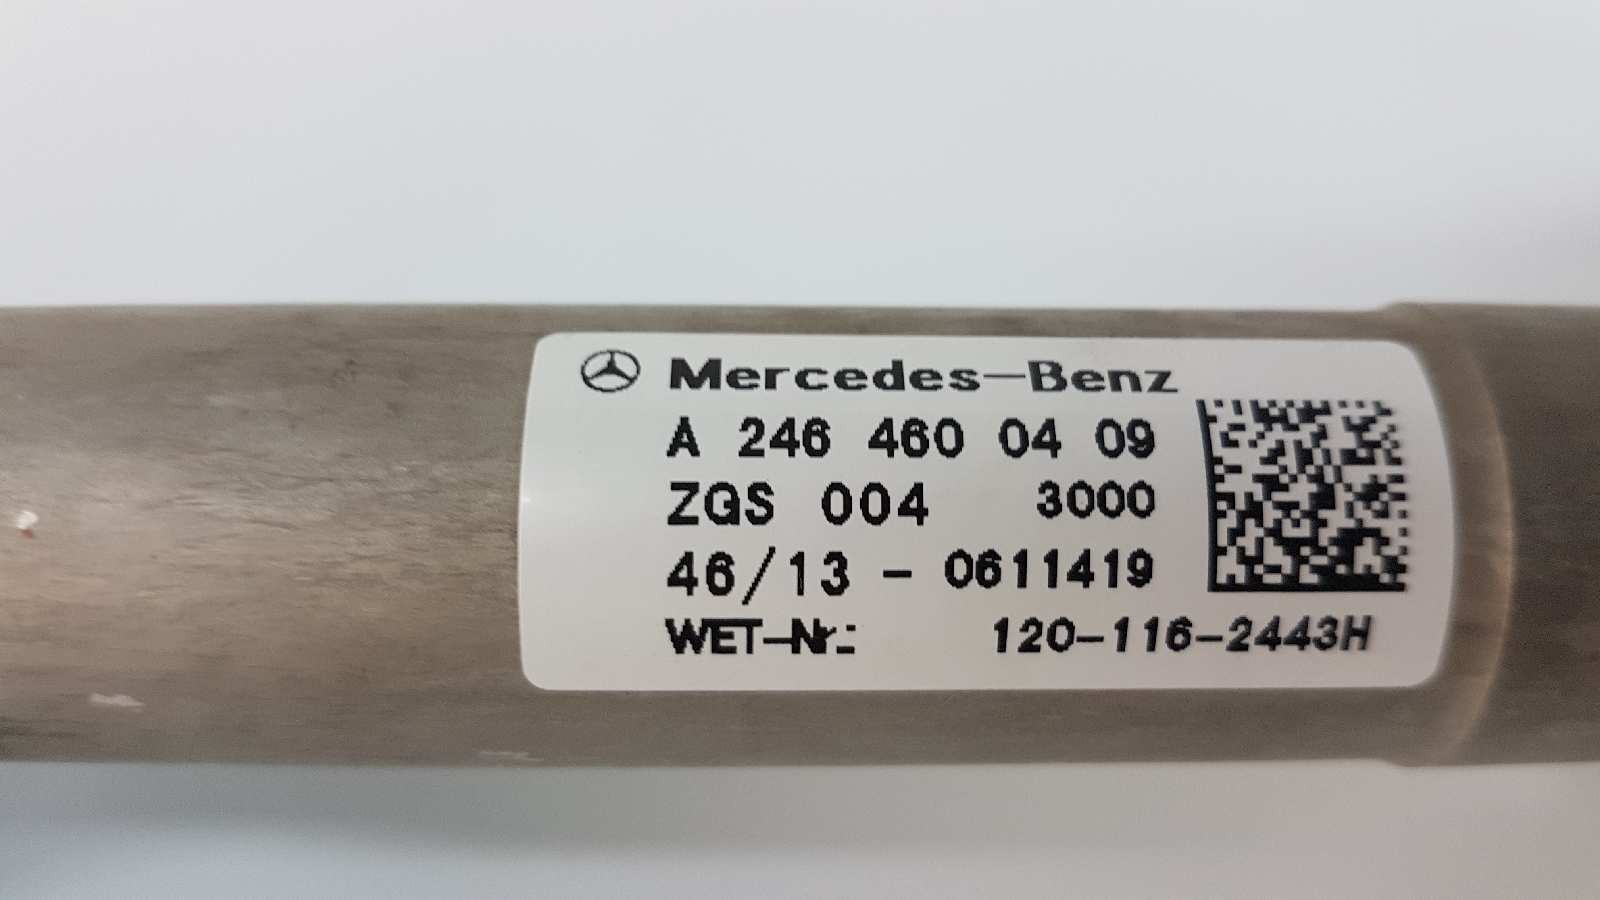 Mercedes-Benz
A 246 460 04 09
ZGS 004 3000
46/13 - 0611419
WET-Nr.: 120-116-2443H